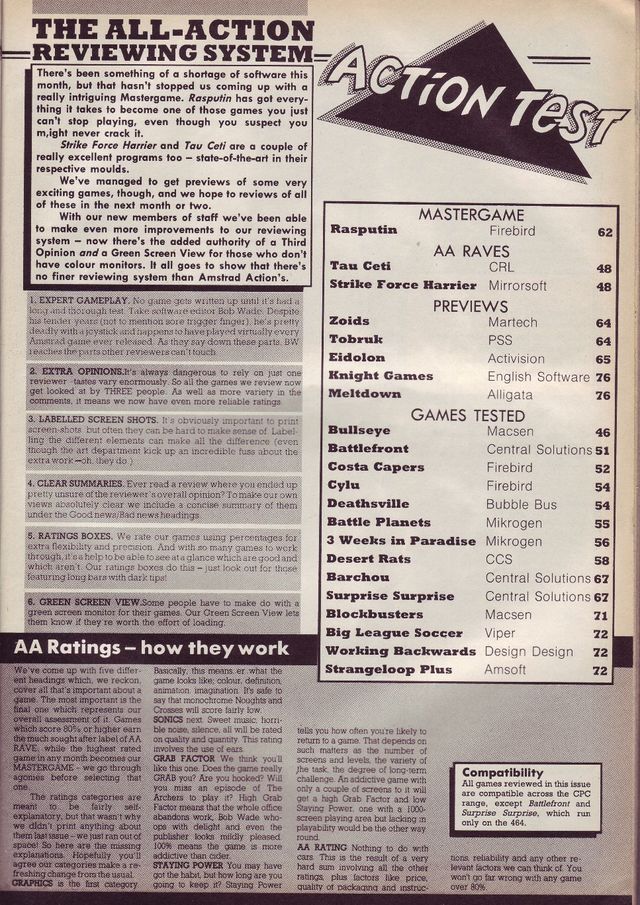 THE ALL-ACTION
REVIEWING SYSTEM
ACTION TEST
There's been something of a shortage of software this
month, but that hasn't stopped us coming up with a
really intriguing Mastergame. Rasputin has got every-
thing it takes to become one of those games you just
can't stop playing, even though you suspect you
m,ight never crack it.
Strike Force Harrier and Tau Ceti are a couple of
really excellent programs too – state-of-the-art in their
respective moulds.
We've managed to get previews of some very
exciting games, though, and we hope to reviews of all
of these in the next month or two.
With our new members of staff we've been able
to make even more improvements to our reviewing
system – now there's the added authority of a Third
Opinion and a Green Screen View for those who don't
have colour monitors. It all goes to show that there's
no finer reviewing system than Amstrad Action's.
1. EXPERT GAMEPLAY. No game gets written up until it's had a
long and thorough test. Take software editor Bob Wade. Despite
his tender years (not to mention sore trigger finger), he's pretty
deadly with a joystick and happens to have played virtually every
Amstrad game ever released. As they say down these parts, BW
reaches the parts other reviewers can't touch.
2. EXTRA OPINIONS.It's always dangerous to rely on just one
reviewer – tastes vary enormously. So all the games we review now
get looked at by THREE people. As well as more variety in the
comments, it means we now have even more reliable ratings.
3. LABELLED SCREEN SHOTS. It's obviously important to print
screen-shots, but often they can be hard to make sense of. Label-
ling the different elements can make all the difference (even
though the art department kick up an incredible fuss about the
extra work – oh, they do.)
4. CLEAR SUMMARIES. Ever read a review where you ended up
pretty unsure of the reviewer's overall opinion? To make our own
views absolutely clear we include a concise summary of them
under the Good news/Bad news headings.
5. RATINGS BOXES. We rate our games using percentages for
extra flexibility and precision. And with so many games to work
through, it's a help to be able to see at a glance which are good and
which aren't. Our ratings boxes do this – just look out for those
featuring long bars with dark tips!
6. GREEN SCREEN VIEW.Some people have to make do with a
green screen monitor for their games. Our Green Screen View lets
them know if they're worth the effort of loading.
MASTERGAME
Rasputin Firebird 62
AA RAVES
Tau Ceti CRL 48
Strike Force Harrier Mirrorsoft 48
PREVIEWS
Zoids Martech 64
Tobruk PSS 64
Eidolon Activision 65
Knight Games English Software 76
Meltdown Alligata 76
GAMES TESTED
Bullseye Macsen 46
Battlefront Central Solutions 51
Costa Capers Firebird 52
Cylu Firebird 54
Deathsville Bubble Bus 54
Battle Planets Mikrogen 55
3 Weeks in Paradise Mikrogen 56
Desert Rats CCS 58
Barchou Central Solutions 67
Surprise Surprise Central Solutions 67
Blockbusters Macsen 71
Big League Soccer Viper 72
Working Backwards Design Design 72
Strangeloop Plus Amsoft 72
AA Ratings – how they work
We've come up with five differ-
ent headings which, we reckon,
cover all that's important about a
game. The most important is the
final one which represents our
overall assessment of it. Games
which score 80% or higher earn
the much sought after label of AA
RAVE, while the highest rated
game in any month becomes our
MASTERGAME – we go through
agonies before selecting that
one.
The ratings categories are
meant to be fairly self-
explanatory, but that wasn't why
we didn't print anything about
them last issue – we just ran out of
space! So here are the missing
explanations. Hopefully you'll
agree our categories make a re-
freshing change from the usual.
GRAPHICS is the first category.
Basically, this means, er what the
game looks like; colour, definition,
animation, imagination. It's safe to
say that monochrome Noughts and
Crosses will score fairly low.
SONICS next. Sweet music, horri-
ble noise, silence, all will be rated
on quality and quantity. This rating
involves the use of ears.
GRAB FACTOR We think you'll
like this one. Does the game really
GRAB you? Are you hooked? Will
you miss an episode of The
Archers to play it? High Grab
Factor means that the whole office
abandons work, Bob Wade who-
ops with delight and even the
publisher looks mildly pleased.
100% means the game is more
addictive than cider.
STAYING POWER. You may have
got the habit, but how long are you
going to keep it? Staying Power
tells you how often you're likely to
return to a game. That depends on
such matters as the number of
screens and levels, the variety of
the task, the degree of long-term
challenge. An addictive game with
only a couple of screens to it will
get a high Grab Factor and low
Staying Power, one with a 1000-
screen playing area but lacking in
playability would be the other way
round.
AA RATING Nothing to do with
cars. This is the result of a very
hard sum involving all the other
ratings, plus factors like price,
quality of packaging and instruc-
tions, reliability and any other re-
levant factors we can think of. You
won't go far wrong with any game
over 80%.
Compatibility
All games reviewed in this issue
are compatible across the CPC
range, except Battlefront and
Surprise Surprise, which run
only on the 464.